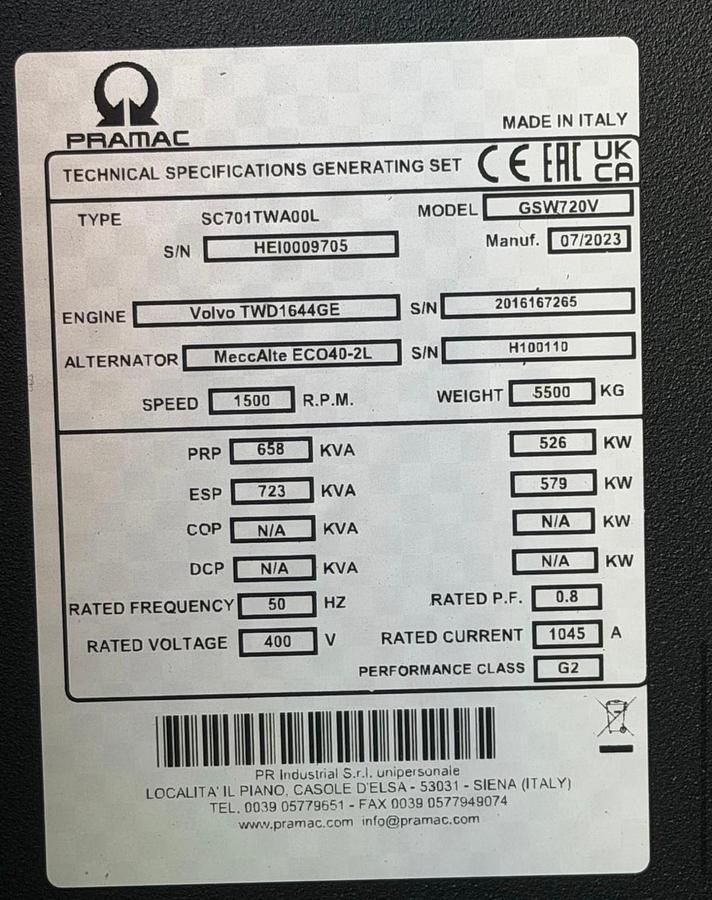 PRAMAC
MADE IN ITALY
TECHNICAL SPECIFICATIONS GENERATING SET CE EAC UKCA
TYPE SC701TWA00L MODEL GSW720V
S/N HEI0009705 Manuf. 07/2023
ENGINE Volvo TWD1644GE S/N 2016167265
ALTERNATOR MeccAlte ECO40-2L S/N H100110
SPEED 1500 R.P.M. WEIGHT 5500 KG
PRP 658 KVA 526 KW
ESP 723 KVA 579 KW
COP N/A KVA N/A KW
DCP N/A KVA N/A KW
RATED FREQUENCY 50 HZ RATED P.F. 0.8
RATED VOLTAGE 400 V RATED CURRENT 1045 A
PERFORMANCE CLASS G2
PR Industrial S.r.l. unipersonale
LOCALITA' IL PIANO, CASOLE D'ELSA - 53031 - SIENA (ITALY)
TEL. 0039 05779651 - FAX 0039 0577949074
www.pramac.com info@pramac.com